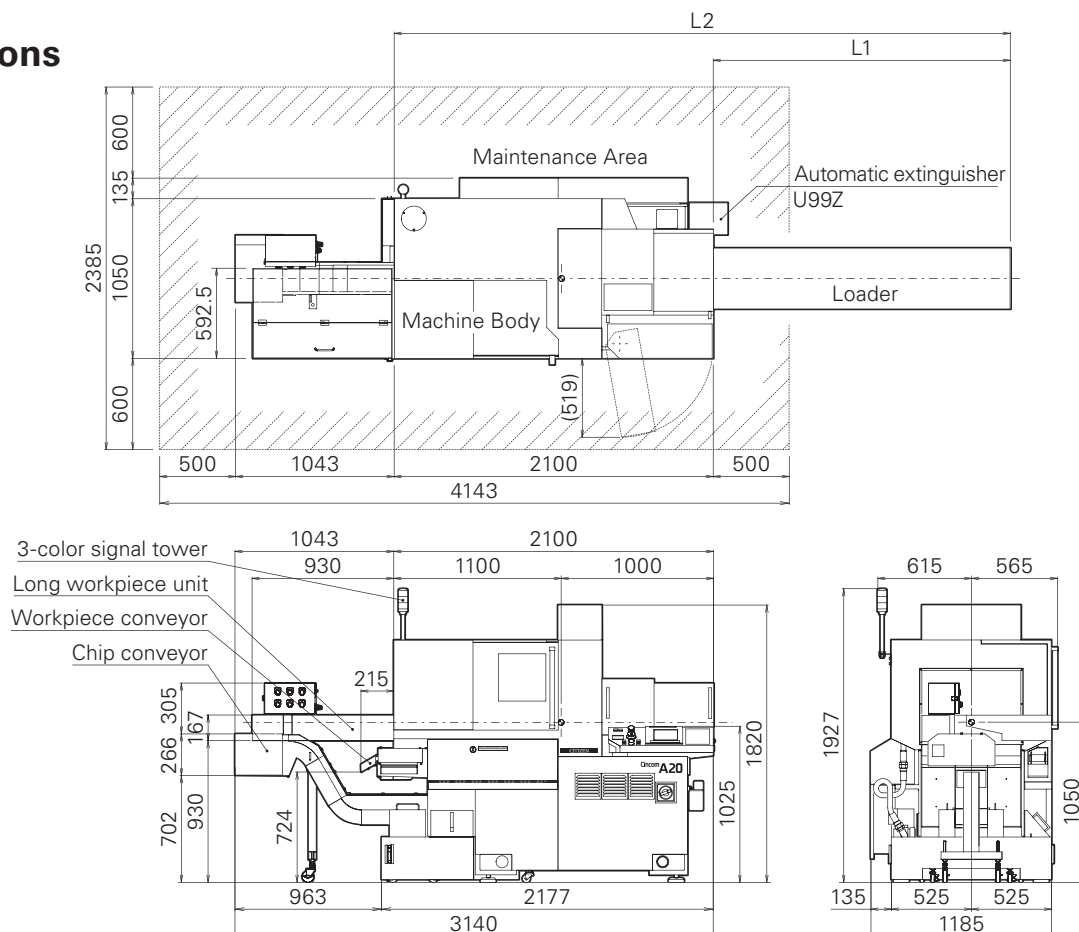 ons
L2
L1
600
Maintenance Area
135
Automatic extinguisher
U99Z
2385
1050
592.5
Machine Body
Loader
600
(519)
500
1043
2100
500
4143
3-color signal tower
Long workpiece unit
Workpiece conveyor
Chip conveyor
1043
2100
930
1100
1000
215
305
167
266
930
702
724
Cincom A20
1820
1025
963
2177
3140
615
565
1927
1050
135
525
525
1185